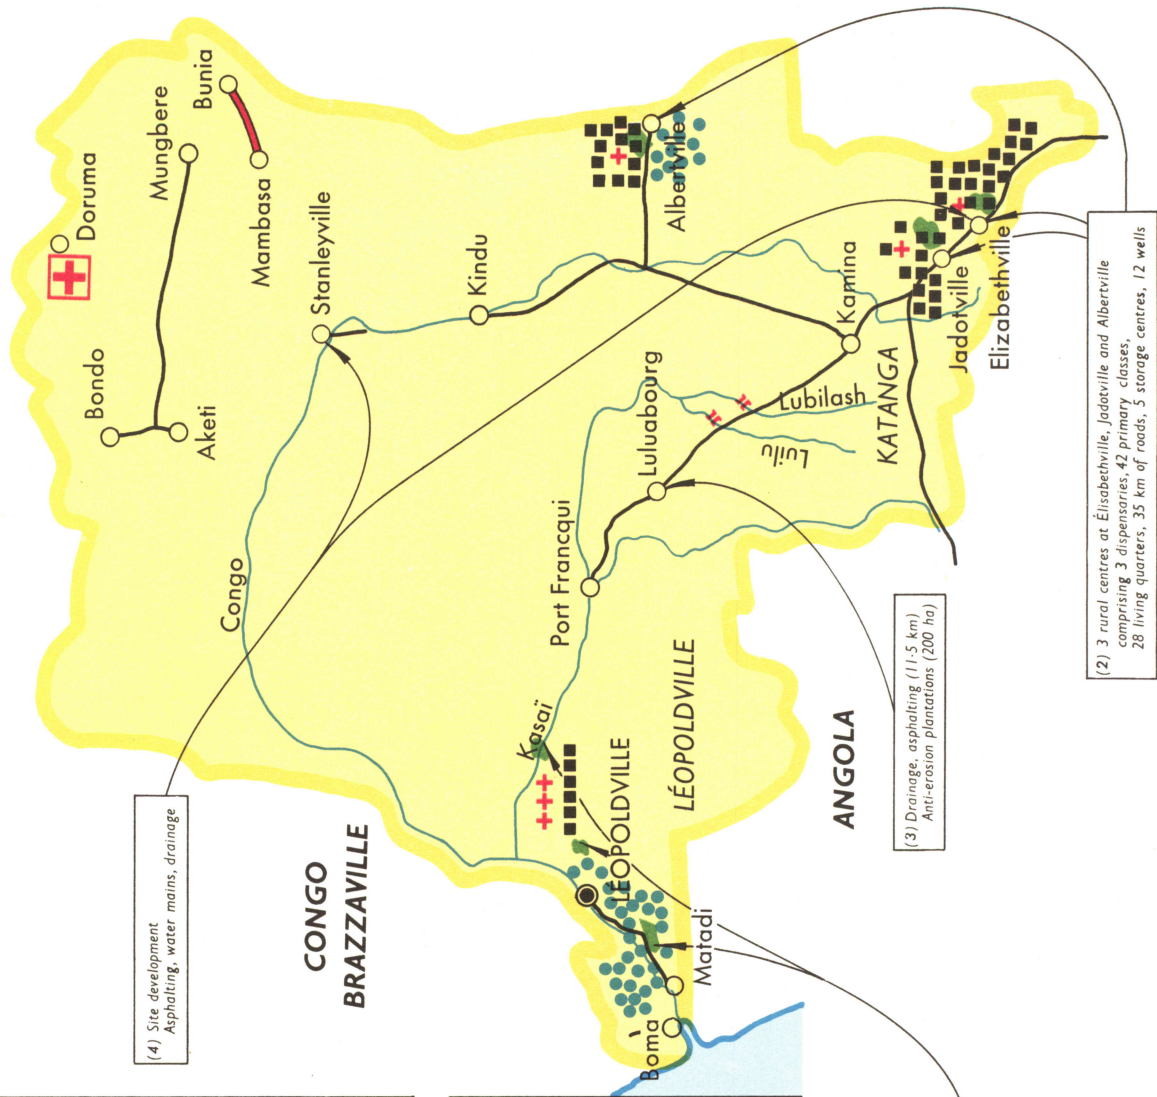 (4) Site development
Asphalting, water mains, drainage
CONGO
BRAZZAVILLE
Congo
Bondo
Aketi
Doruma
Mungbere
Bunia
Mambasa
Stanleyville
Kindu
Albertville
Kasaï
Port Francqui
Luluabourg
Luilu
Lubilash
Kamina
KATANGA
Jadotville
Elizabethville
LÉOPOLDVILLE
LÉOPOLDVILLE
Matadi
Boma
ANGOLA
(3) Drainage, asphalting (11·5 km)
Anti-erosion plantations (200 ha)
(2) 3 rural centres at Élisabethville, Jadotville and Albertville
comprising 3 dispensaries, 42 primary classes,
28 living quarters, 35 km of roads, 5 storage centres, 12 wells